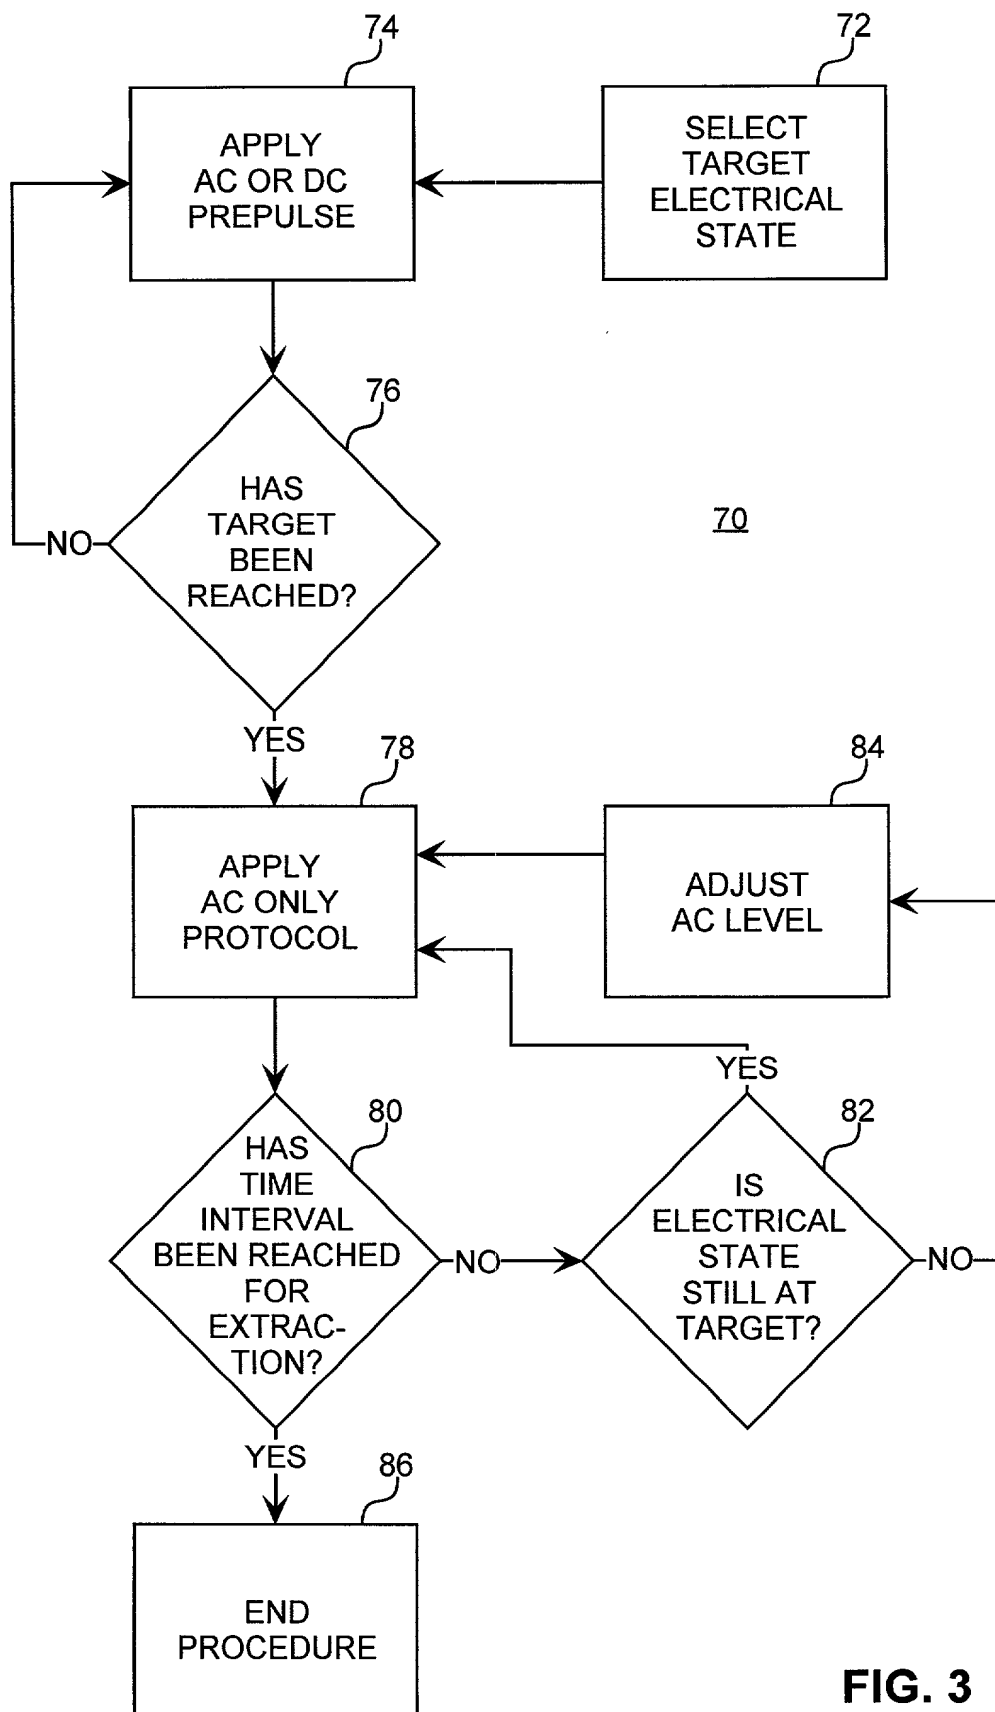 74
72
APPLY
AC OR DC
PREPULSE
SELECT
TARGET
ELECTRICAL
STATE
76
HAS
TARGET
BEEN
REACHED?
NO
70
YES
78
84
APPLY
AC ONLY
PROTOCOL
ADJUST
AC LEVEL
YES
80
82
HAS
TIME
INTERVAL
BEEN REACHED
FOR
EXTRAC-
TION?
NO
IS
ELECTRICAL
STATE
STILL AT
TARGET?
NO
YES
86
END
PROCEDURE
FIG. 3